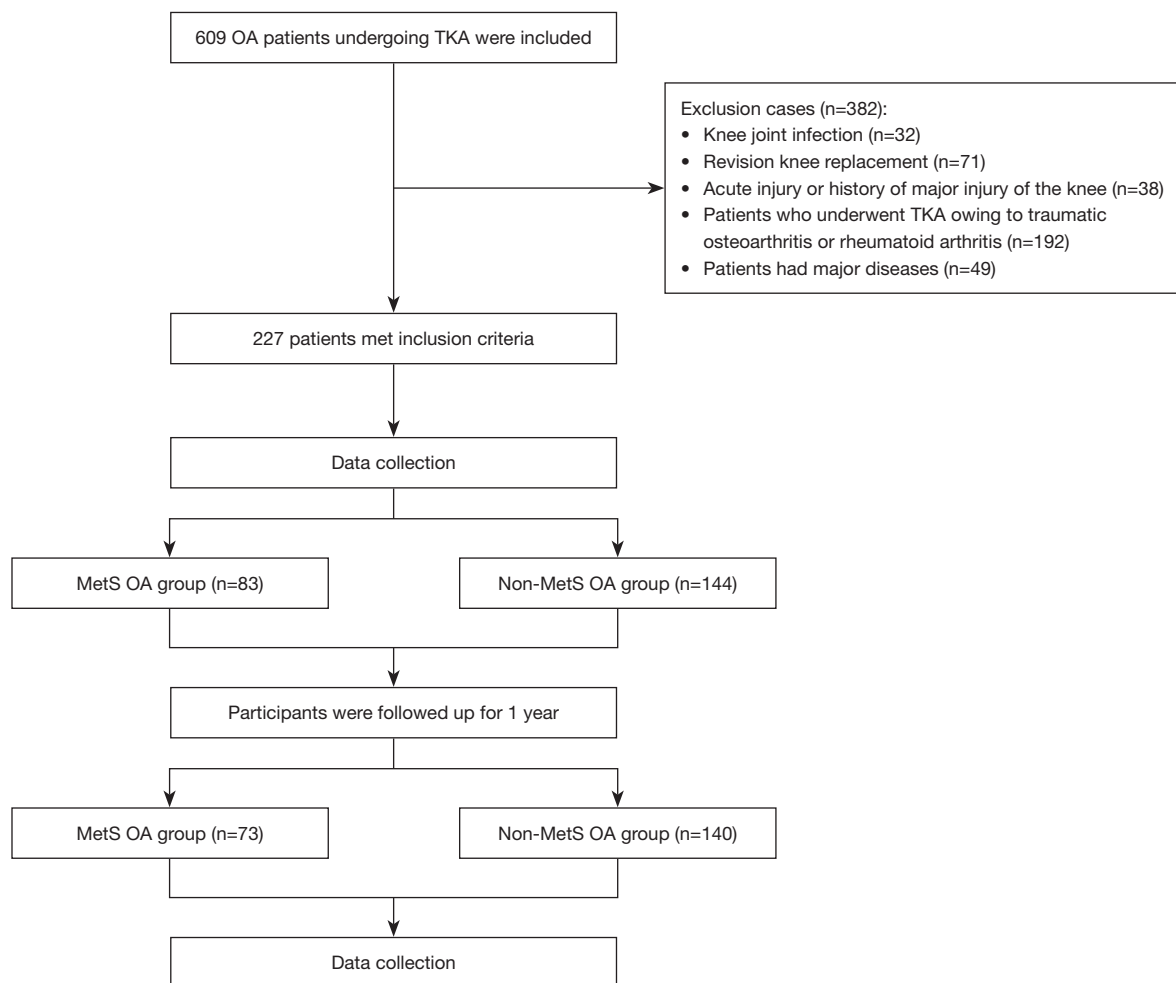 609 OA patients undergoing TKA were included
Exclusion cases (n=382):
• Knee joint infection (n=32)
• Revision knee replacement (n=71)
• Acute injury or history of major injury of the knee (n=38)
• Patients who underwent TKA owing to traumatic
osteoarthritis or rheumatoid arthritis (n=192)
• Patients had major diseases (n=49)
227 patients met inclusion criteria
Data collection
MetS OA group (n=83)
Non-MetS OA group (n=144)
Participants were followed up for 1 year
MetS OA group (n=73)
Non-MetS OA group (n=140)
Data collection